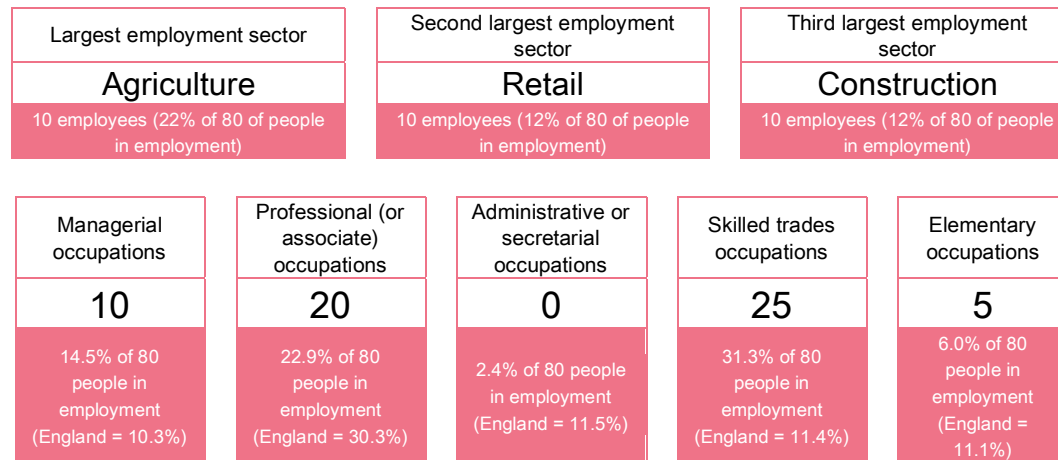 Largest employment sector
Agriculture
10 employees (22% of 80 of people
in employment)
Second largest employment
sector
Retail
10 employees (12% of 80 of people
in employment)
Third largest employment
sector
Construction
10 employees (12% of 80 of people
in employment)
Managerial
occupations
10
14.5% of 80
people in
employment
(England = 10.3%)
Professional (or
associate)
occupations
20
22.9% of 80
people in
employment
(England = 30.3%)
Administrative or
secretarial
occupations
0
2.4% of 80 people
in employment
(England = 11.5%)
Skilled trades
occupations
25
31.3% of 80
people in
employment
(England = 11.4%)
Elementary
occupations
5
6.0% of 80
people in
employment
(England =
11.1%)